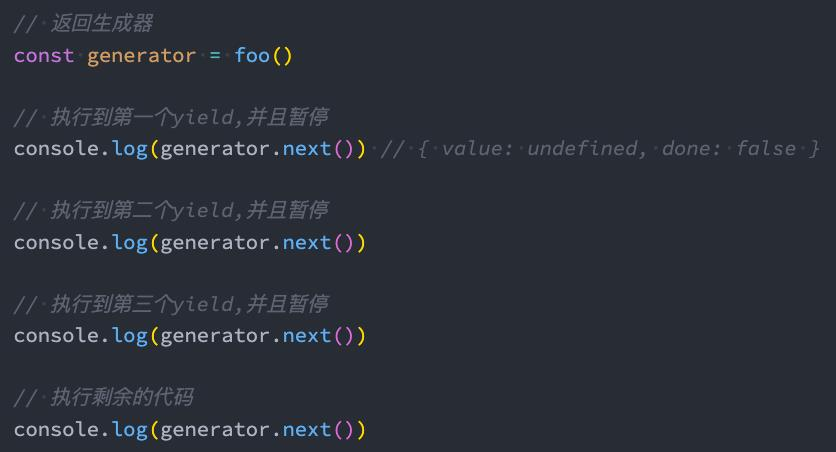 // 返回生成器
const generator = foo()
// 执行到第一个yield,并且暂停
console.log(generator.next()) // { value: undefined, done: false }
// 执行到第二个yield,并且暂停
console.log(generator.next())
// 执行到第三个yield,并且暂停
console.log(generator.next())
// 执行剩余的代码
console.log(generator.next())